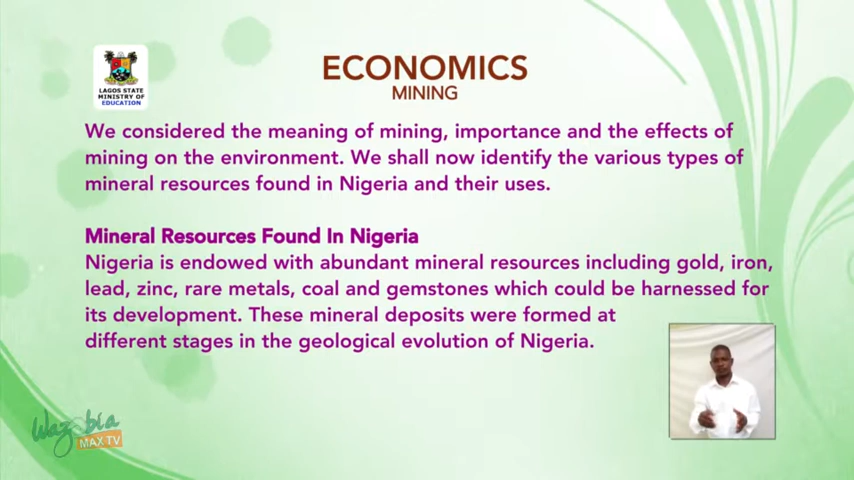 LAGOS STATE
MINISTRY OF
EDUCATION
ECONOMICS
MINING
We considered the meaning of mining, importance and the effects of
mining on the environment. We shall now identify the various types of
mineral resources found in Nigeria and their uses.
Mineral Resources Found In Nigeria
Nigeria is endowed with abundant mineral resources including gold, iron,
lead, zinc, rare metals, coal and gemstones which could be harnessed for
its development. These mineral deposits were formed at
different stages in the geological evolution of Nigeria.
Wazobia
MAX TV